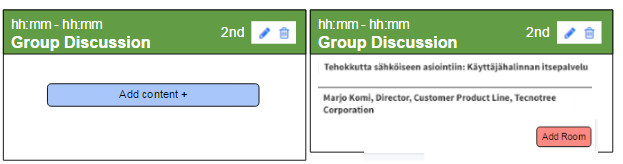 hh:mm - hh:mm
Group Discussion
2nd
Add content +
hh:mm - hh:mm
Group Discussion
2nd
Tehokkutta sähköiseen asiointiin: Käyttäjähalinnan itsepalvelu
Marjo Komi, Director, Customer Product Line, Tecnotree
Corporation
Add Room